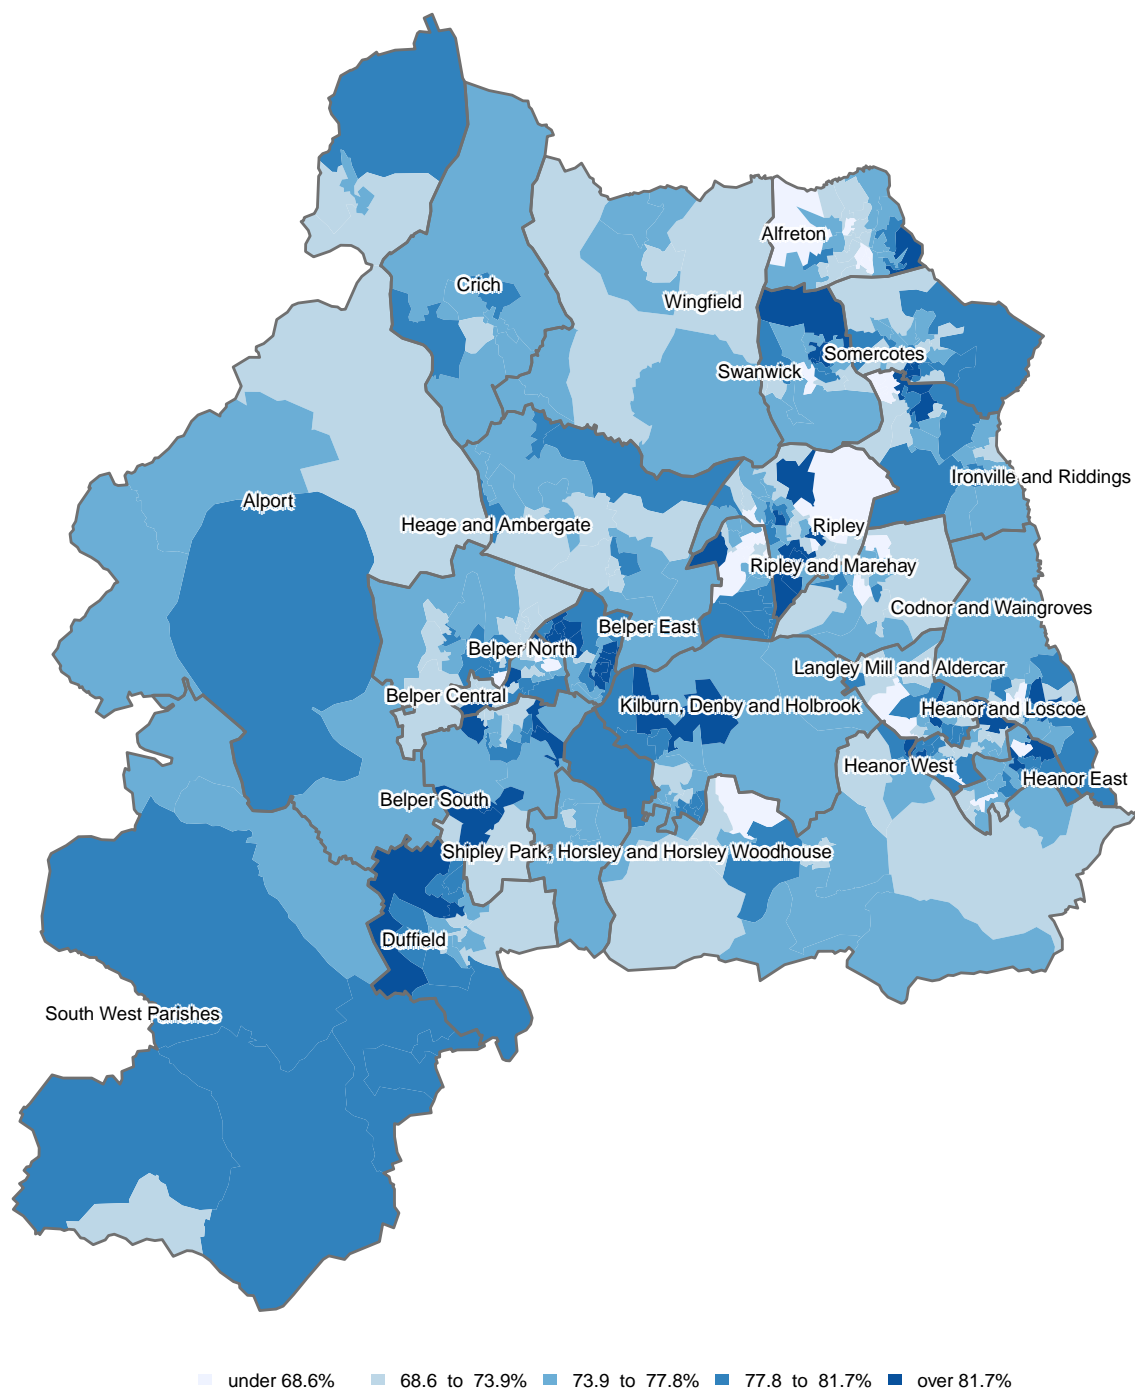 Alfreton
Crich
Wingfield
Somercotes
Swanwick
Ironville and Riddings
Alport
Heage and Ambergate
Ripley
Ripley and Marehay
Codnor and Waingroves
Belper East
Belper North
Langley Mill and Aldercar
Belper Central
Kilburn, Denby and Holbrook
Heanor and Loscoe
Heanor West
Heanor East
Belper South
Shipley Park, Horsley and Horsley Woodhouse
Duffield
South West Parishes
under 68.6% 68.6 to 73.9% 73.9 to 77.8% 77.8 to 81.7% over 81.7%